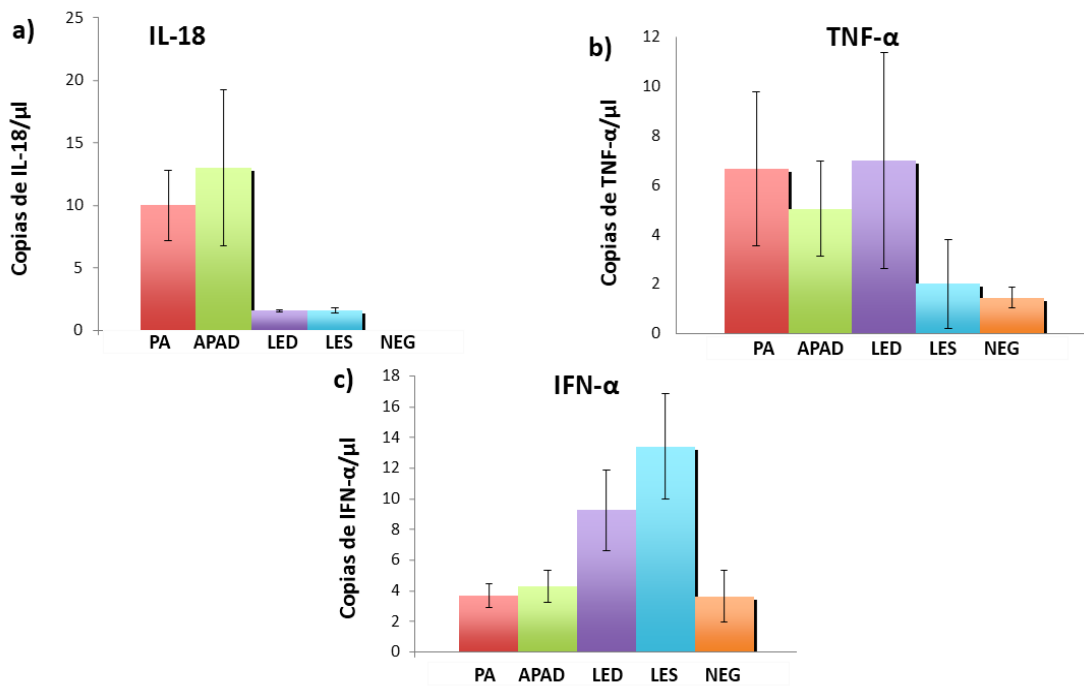 a)
IL-18
Copias de IL-18/µl
25
20
15
10
5
0
PA APAD LED LES NEG
b)
TNF-α
Copias de TNF-α/µl
12
10
8
6
4
2
0
PA APAD LED LES NEG
c)
IFN-α
Copias de IFN-α/µl
18
16
14
12
10
8
6
4
2
0
PA APAD LED LES NEG